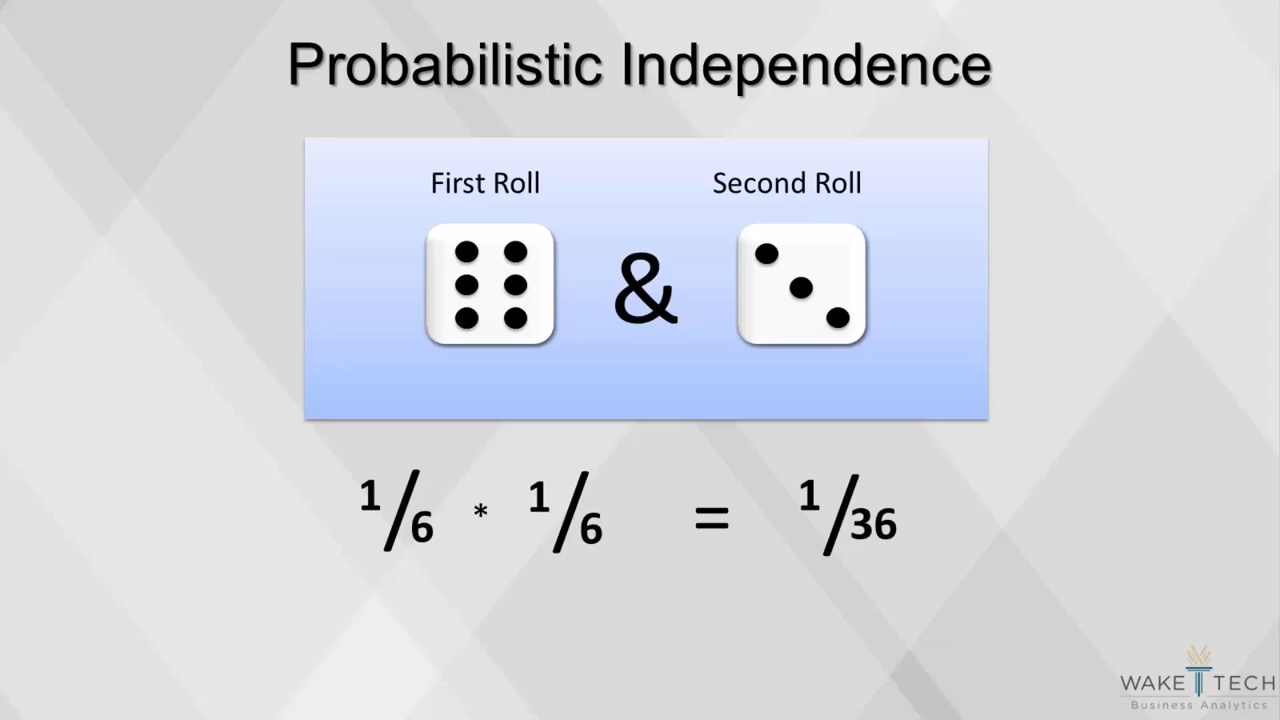 Probabilistic Independence
First Roll Second Roll
&
1/6 * 1/6 = 1/36
WAKE TECH
Business Analytics